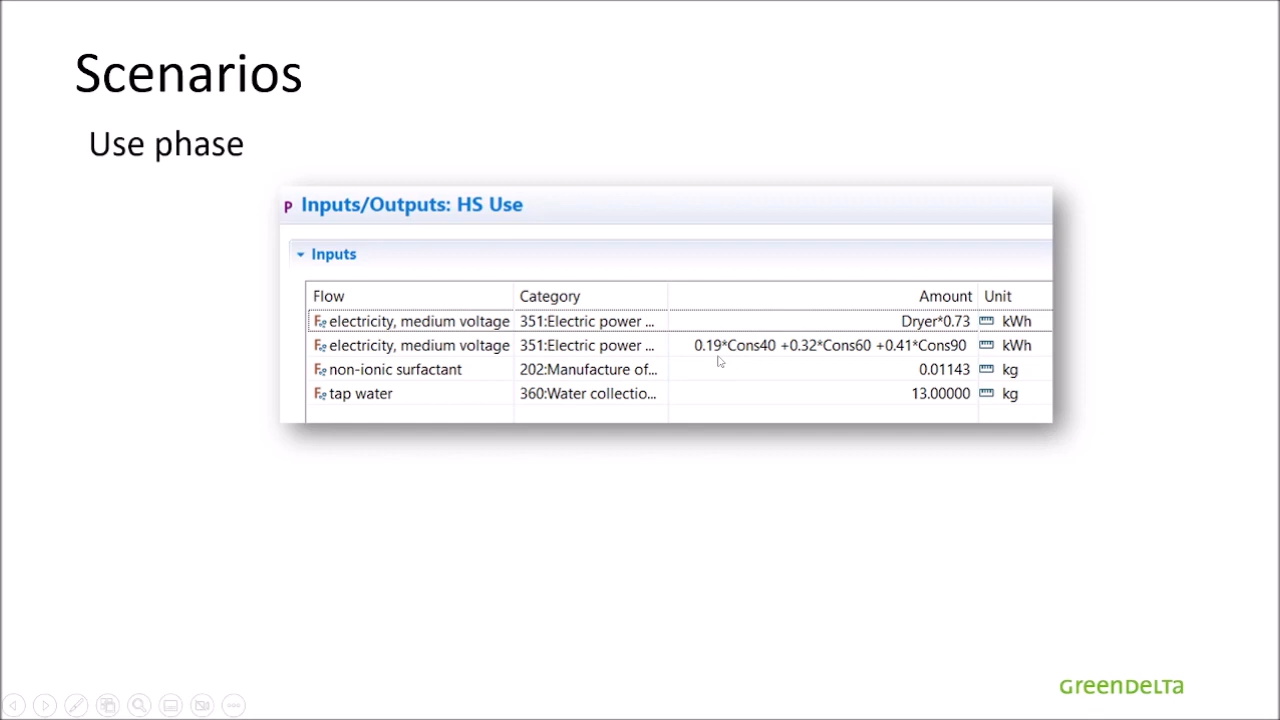 Scenarios
Use phase
P Inputs/Outputs: HS Use
Inputs
Flow Category Amount Unit
electricity, medium voltage 351:Electric power ... Dryer*0.73 kWh
electricity, medium voltage 351:Electric power ... 0.19*Cons40 +0.32*Cons60 +0.41*Cons90 kWh
non-ionic surfactant 202:Manufacture of... 0.01143 kg
tap water 360:Water collectio... 13.00000 kg
GreenDelta